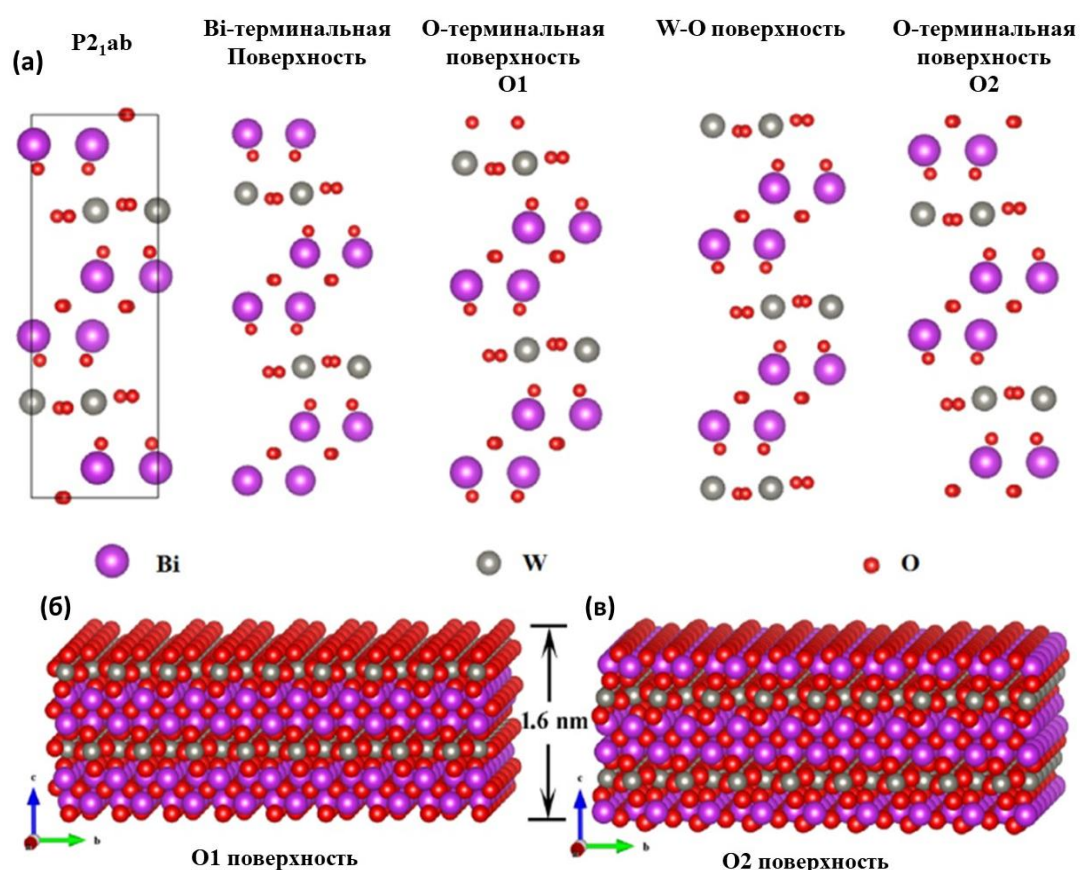 (а)
P2₁ab
Bi-терминальная
Поверхность
O-терминальная
поверхность
O1
W-O поверхность
O-терминальная
поверхность
O2
Bi
W
O
(б)
(в)
1.6 nm
c
b
c
b
O1 поверхность
O2 поверхность